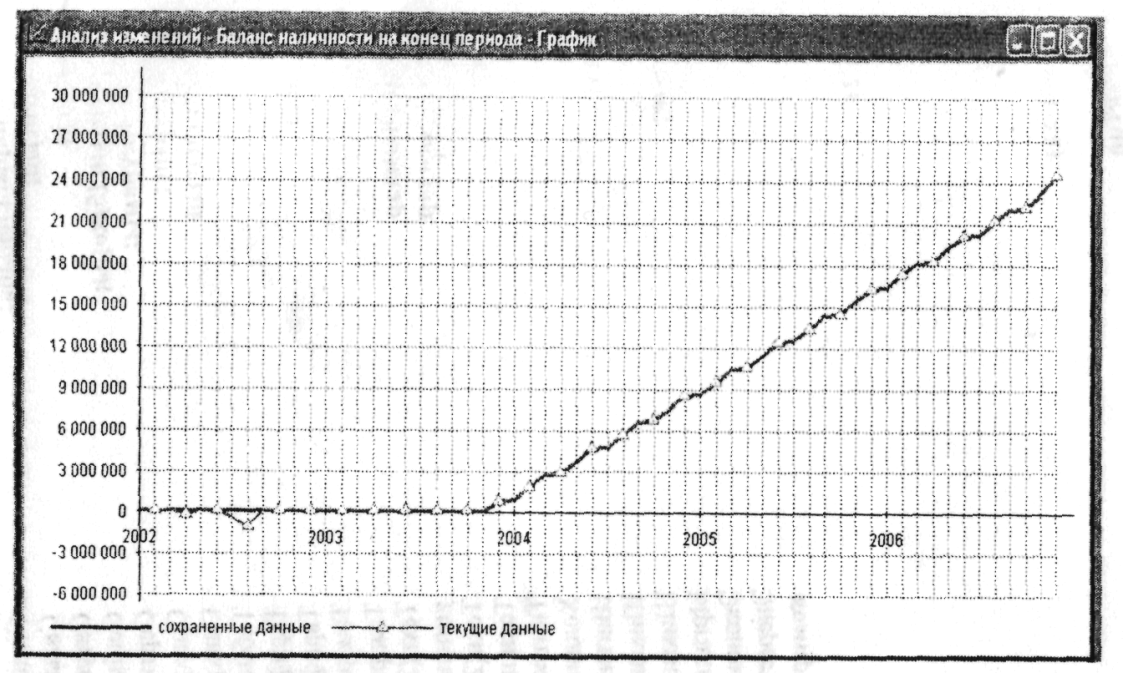 Анализ изменений - Баланс наличности на конец периода - График
30 000 000
27 000 000
24 000 000
21 000 000
18 000 000
15 000 000
12 000 000
9 000 000
6 000 000
3 000 000
0
2002 2003 2004 2005 2006
-3 000 000
-6 000 000
сохраненные данные текущие данные